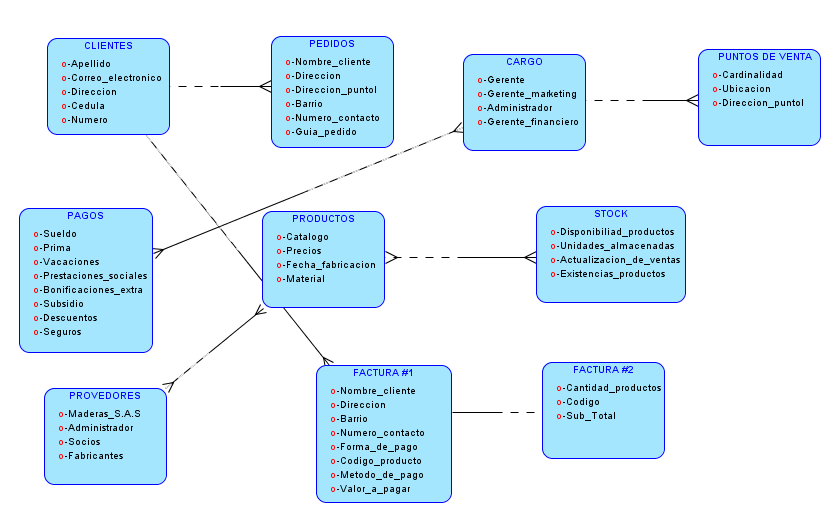 CLIENTES
o-Apellido
o-Correo_electronico
o-Direccion
o-Cedula
o-Numero
PEDIDOS
o-Nombre_cliente
o-Direccion
o-Direccion_puntol
o-Barrio
o-Numero_contacto
o-Guia_pedido
CARGO
o-Gerente
o-Gerente_marketing
o-Administrador
o-Gerente_financiero
PUNTOS DE VENTA
o-Cardinalidad
o-Ubicacion
o-Direccion_puntol
PAGOS
o-Sueldo
o-Prima
o-Vacaciones
o-Prestaciones_sociales
o-Bonificaciones_extra
o-Subsidio
o-Descuentos
o-Seguros
PRODUCTOS
o-Catalogo
o-Precios
o-Fecha_fabricacion
o-Material
STOCK
o-Disponibiliad_productos
o-Unidades_almacenadas
o-Actualizacion_de_ventas
o-Existencias_productos
PROVEDORES
o-Maderas_S.A.S
o-Administrador
o-Socios
o-Fabricantes
FACTURA #1
o-Nombre_cliente
o-Direccion
o-Barrio
o-Numero_contacto
o-Forma_de_pago
o-Codigo_producto
o-Metodo_de_pago
o-Valor_a_pagar
FACTURA #2
o-Cantidad_productos
o-Codigo
o-Sub_Total